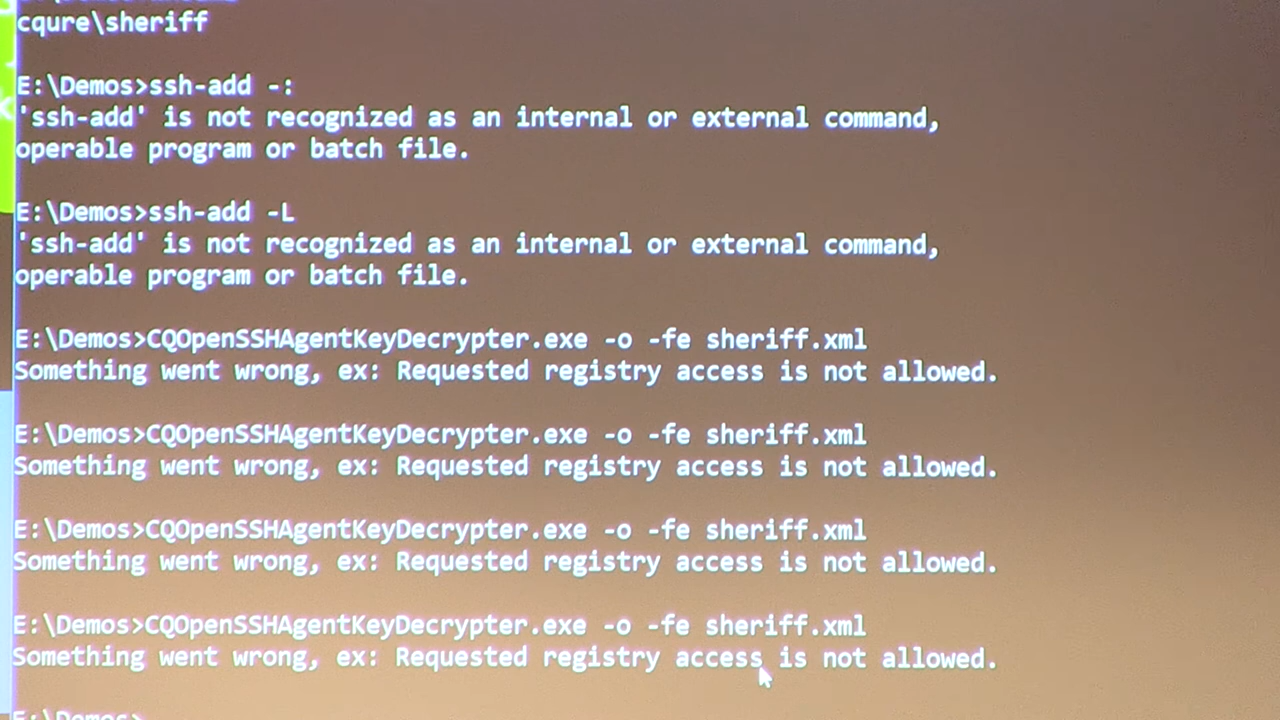 cqure\sheriff
E:\Demos>ssh-add -:
'ssh-add' is not recognized as an internal or external command,
operable program or batch file.
E:\Demos>ssh-add -L
'ssh-add' is not recognized as an internal or external command,
operable program or batch file.
E:\Demos>CQOpenSSHAgentKeyDecrypter.exe -o -fe sheriff.xml
Something went wrong, ex: Requested registry access is not allowed.
E:\Demos>CQOpenSSHAgentKeyDecrypter.exe -o -fe sheriff.xml
Something went wrong, ex: Requested registry access is not allowed.
E:\Demos>CQOpenSSHAgentKeyDecrypter.exe -o -fe sheriff.xml
Something went wrong, ex: Requested registry access is not allowed.
E:\Demos>CQOpenSSHAgentKeyDecrypter.exe -o -fe sheriff.xml
Something went wrong, ex: Requested registry access is not allowed.
E:\Demos>